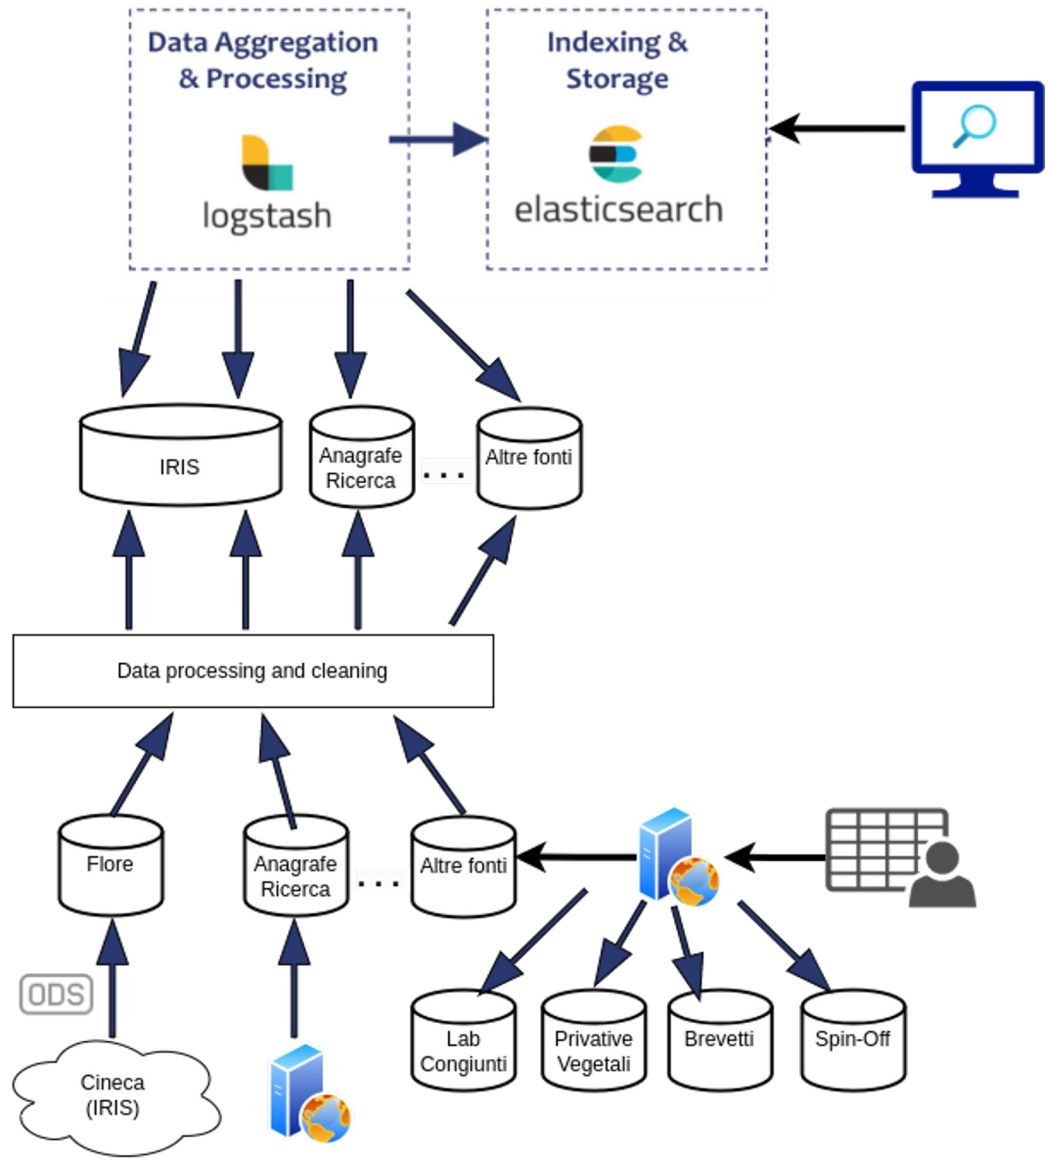 Data Aggregation
& Processing
logstash
Indexing &
Storage
elasticsearch
IRIS
Anagrafe
Ricerca
...
Altre fonti
Data processing and cleaning
Flore
Anagrafe
Ricerca
...
Altre fonti
ODS
Cineca
(IRIS)
Lab
Congiunti
Privative
Vegetali
Brevetti
Spin-Off